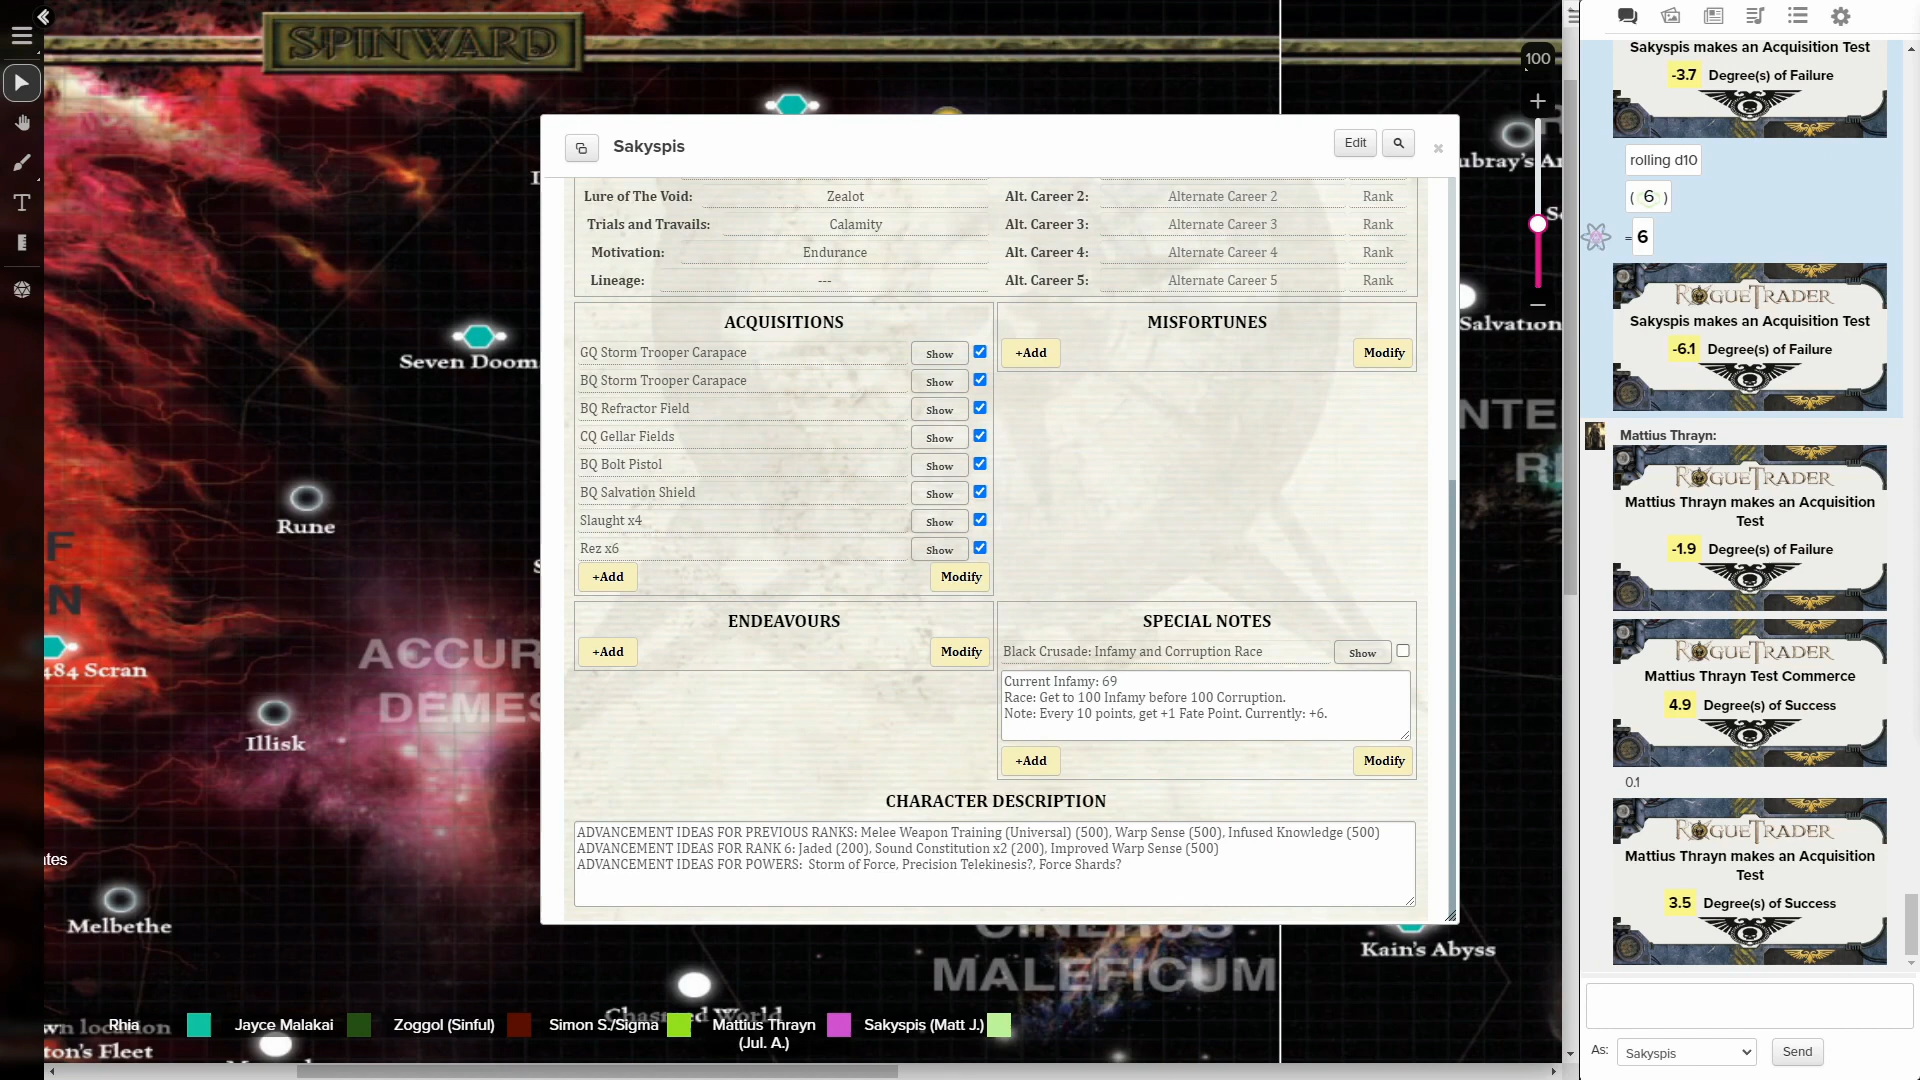 SPINWARD
100
Seven Doom
Rune
ACCUR
DEMES
484 Scran
Illisk
Melbethe
Salvation
NTE
MALEFICUM
Kain's Abyss
wn location
ton's Fleet
Rhia
Jayce Malakai
Zoggol (Sinful)
Simon S./Sigma
Mattius Thrayn
(Jul. A.)
Sakyspis (Matt J.)
Sakyspis
Edit
Lure of The Void: Zealot Alt. Career 2: Alternate Career 2 Rank
Trials and Travails: Calamity Alt. Career 3: Alternate Career 3 Rank
Motivation: Endurance Alt. Career 4: Alternate Career 4 Rank
Lineage: --- Alt. Career 5: Alternate Career 5 Rank
ACQUISITIONS
GQ Storm Trooper Carapace Show
BQ Storm Trooper Carapace Show
BQ Refractor Field Show
CQ Gellar Fields Show
BQ Bolt Pistol Show
BQ Salvation Shield Show
Slaught x4 Show
Rez x6 Show
+Add Modify
MISFORTUNES
+Add Modify
ENDEAVOURS
+Add Modify
SPECIAL NOTES
Black Crusade: Infamy and Corruption Race Show
Current Infamy: 69
Race: Get to 100 Infamy before 100 Corruption.
Note: Every 10 points, get +1 Fate Point. Currently: +6.
+Add Modify
CHARACTER DESCRIPTION
ADVANCEMENT IDEAS FOR PREVIOUS RANKS: Melee Weapon Training (Universal) (500), Warp Sense (500), Infused Knowledge (500)
ADVANCEMENT IDEAS FOR RANK 6: Jaded (200), Sound Constitution x2 (200), Improved Warp Sense (500)
ADVANCEMENT IDEAS FOR POWERS: Storm of Force, Precision Telekinesis?, Force Shards?
Sakyspis makes an Acquisition Test
-3.7 Degree(s) of Failure
rolling d10
( 6 )
= 6
ROGUE TRADER
Sakyspis makes an Acquisition Test
-6.1 Degree(s) of Failure
Mattius Thrayn:
ROGUE TRADER
Mattius Thrayn makes an Acquisition
Test
-1.9 Degree(s) of Failure
ROGUE TRADER
Mattius Thrayn Test Commerce
4.9 Degree(s) of Success
0.1
ROGUE TRADER
Mattius Thrayn makes an Acquisition
Test
3.5 Degree(s) of Success
As: Sakyspis Send